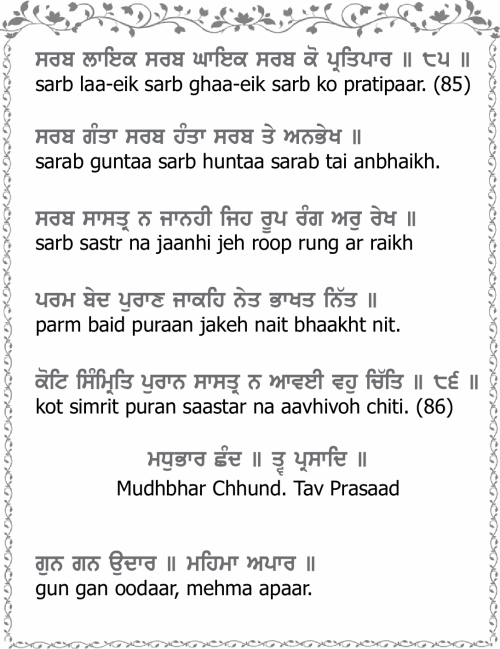 ਸਰਬ ਲਾਇਕ ਸਰਬ ਘਾਇਕ ਸਰਬ ਕੋ ਪ੍ਰਤਿਪਾਰ ॥ ੮੫ ॥
sarb laa-eik sarb ghaa-eik sarb ko pratipaar. (85)
ਸਰਬ ਗੰਤਾ ਸਰਬ ਹੰਤਾ ਸਰਬ ਤੇ ਅਨਭੇਖ ॥
sarab guntaa sarb huntaa sarab tai anbhaikh.
ਸਰਬ ਸਾਸਤ੍ਰ ਨ ਜਾਨਹੀ ਜਿਹ ਰੂਪ ਰੰਗ ਅਰੁ ਰੇਖ ॥
sarb sastr na jaanhi jeh roop rung ar raikh
ਪਰਮ ਬੇਦ ਪੁਰਾਣ ਜਾਕਹਿ ਨੇਤ ਭਾਖਤ ਨਿੱਤ ॥
parm baid puraan jakeh nait bhaakht nit.
ਕੋਟਿ ਸਿੰਮ੍ਰਿਤਿ ਪੁਰਾਨ ਸਾਸਤ੍ਰ ਨ ਆਵਈ ਵਹੁ ਚਿੱਤਿ ॥ ੮੬ ॥
kot simrit puran saastar na aavhivoh chiti. (86)
ਮਧੁਭਾਰ ਛੰਦ ॥ ਤ੍ਵ ਪ੍ਰਸਾਦਿ ॥
Mudhbhar Chhund. Tav Prasaad
ਗੁਨ ਗਨ ਉਦਾਰ ॥ ਮਹਿਮਾ ਅਪਾਰ ॥
gun gan oodaar, mehma apaar.